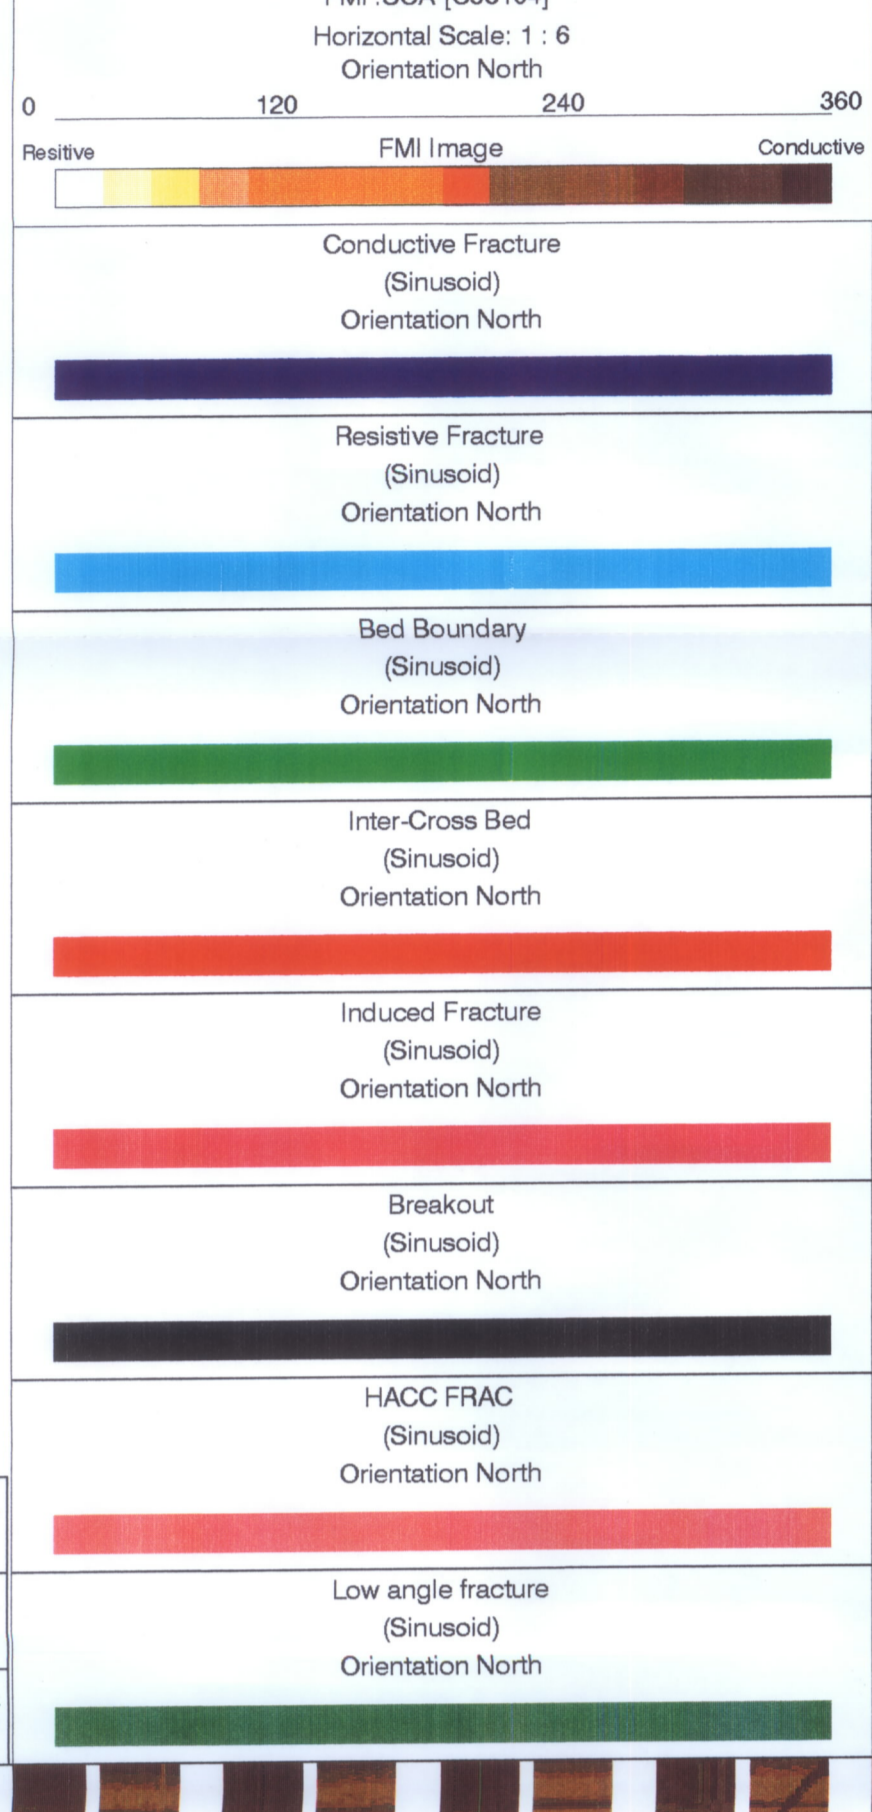 Horizontal Scale: 1 : 6
Orientation North
0 120 240 360
Resitive FMI Image Conductive
Conductive Fracture
(Sinusoid)
Orientation North
Resistive Fracture
(Sinusoid)
Orientation North
Bed Boundary
(Sinusoid)
Orientation North
Inter-Cross Bed
(Sinusoid)
Orientation North
Induced Fracture
(Sinusoid)
Orientation North
Breakout
(Sinusoid)
Orientation North
HACC FRAC
(Sinusoid)
Orientation North
Low angle fracture
(Sinusoid)
Orientation North